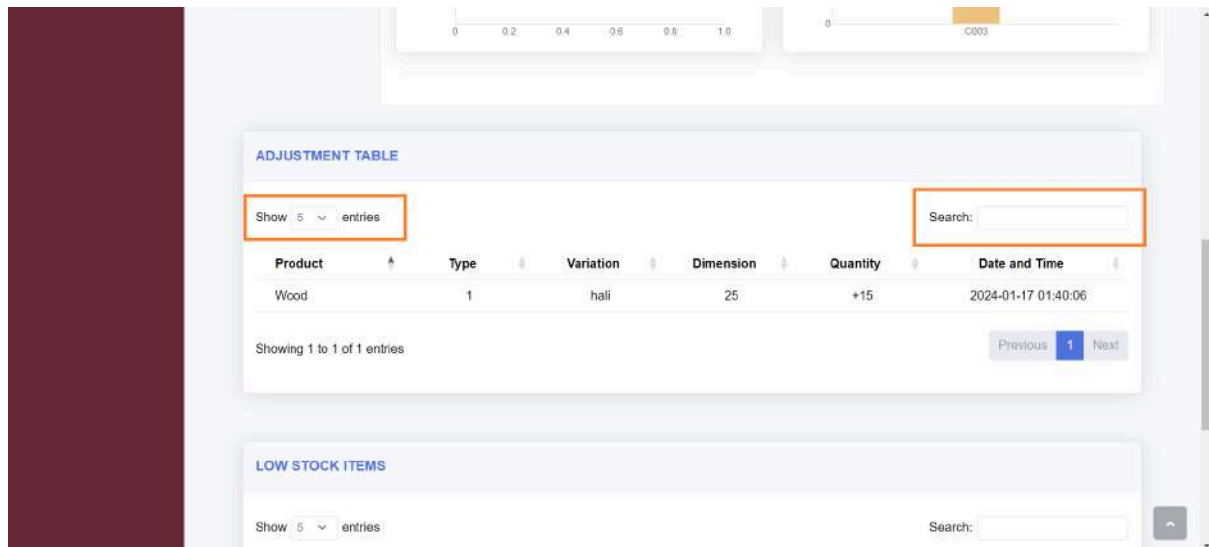 0 0.2 0.4 0.6 0.8 1.0
0
C003
ADJUSTMENT TABLE
Show 5 entries Search:
Product Type Variation Dimension Quantity Date and Time
Wood 1 hali 25 +15 2024-01-17 01:40:06
Showing 1 to 1 of 1 entries Previous 1 Next
LOW STOCK ITEMS
Show 5 entries Search: